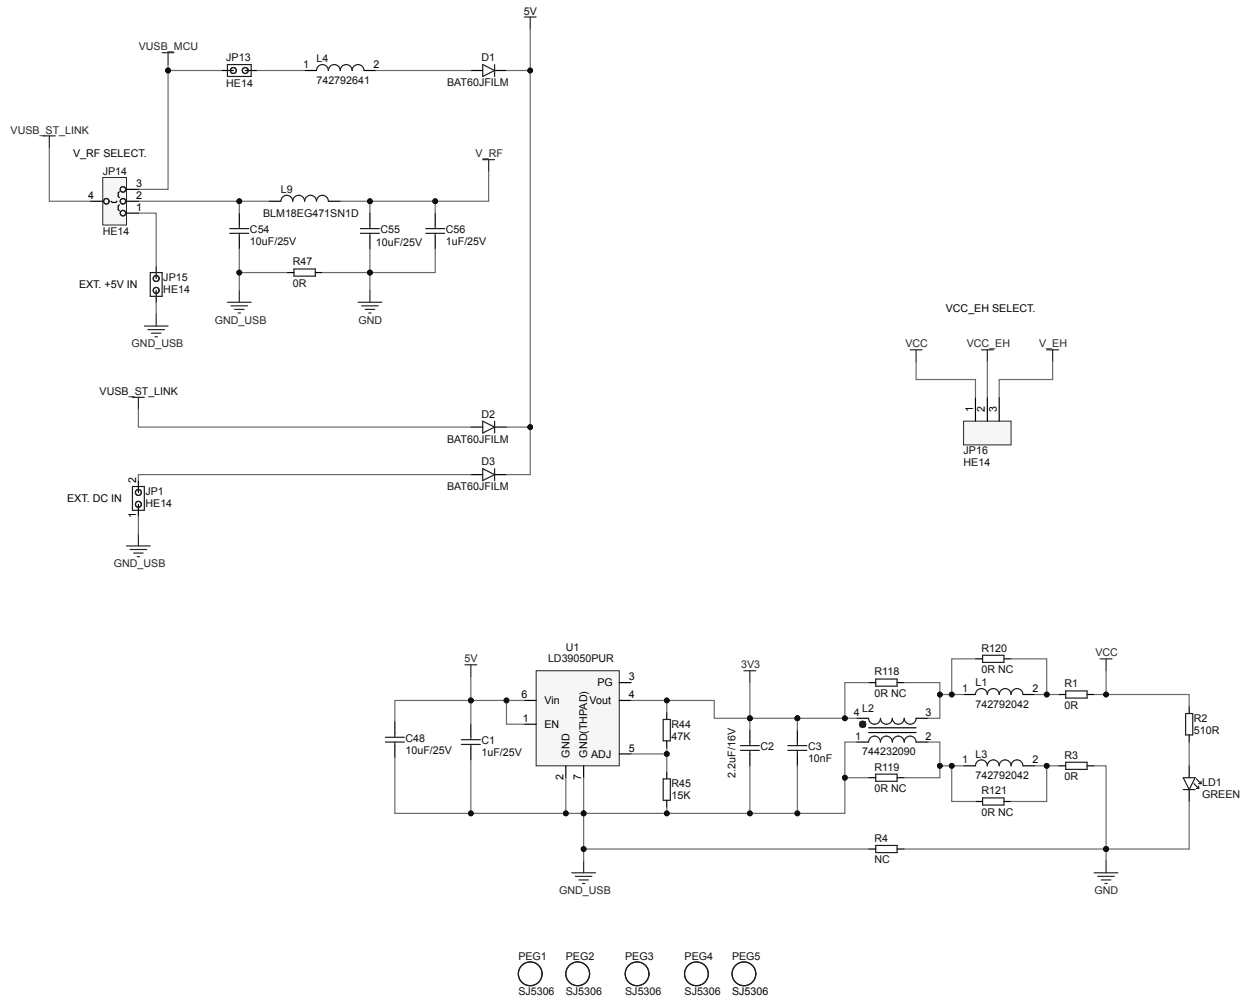 5V
VUSB_MCU
JP13
HE14
L4
1 2
742792641
D1
BAT60JFILM
VUSB_ST_LINK
V_RF SELECT.
JP14
3
4 2
1
HE14
V_RF
L9
BLM18EG471SN1D
C54
10uF/25V
C55
10uF/25V
C56
1uF/25V
R47
0R
EXT. +5V IN
JP15
HE14
GND_USB
GND_USB
GND
VCC_EH SELECT.
VCC
VCC_EH
V_EH
1
2
3
JP16
HE14
VUSB_ST_LINK
D2
BAT60JFILM
D3
BAT60JFILM
EXT. DC IN
2
1
JP1
HE14
GND_USB
U1
LD39050PUR
5V
6 Vin
1 EN
PG 3
Vout 4
ADJ 5
GND
GND(THPAD)
2
7
C48
10uF/25V
C1
1uF/25V
R44
47K
R45
15K
3V3
2.2uF/16V
C2
C3
10nF
R118
0R NC
4 L2 3
1 2
744232090
R119
0R NC
R120
0R NC
1 L1 2
742792042
R1
0R
VCC
1 L3 2
742792042
R3
0R
R121
0R NC
R2
510R
LD1
GREEN
R4
NC
GND_USB
GND
PEG1
SJ5306
PEG2
SJ5306
PEG3
SJ5306
PEG4
SJ5306
PEG5
SJ5306